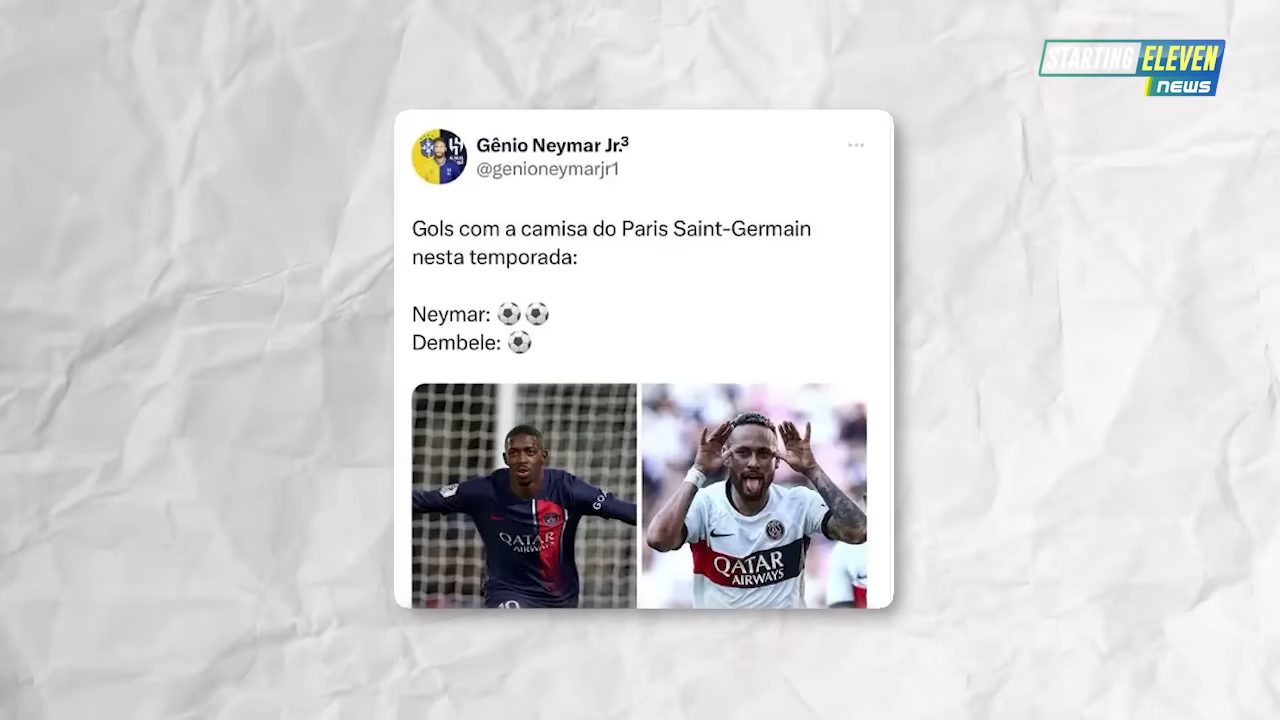 STARTING ELEVEN
NEWS
Gênio Neymar Jr.³
@genioneymarjr1
Gols com a camisa do Paris Saint-Germain
nesta temporada:
Neymar: ⚽⚽
Dembele: ⚽
QATAR
AIRWAYS
QATAR
AIRWAYS